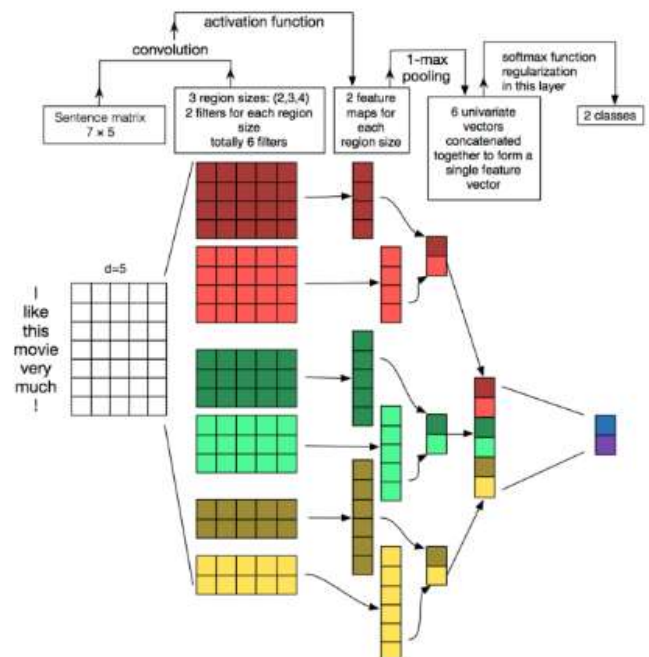 activation function
convolution
1-max
pooling
softmax function
regularization
in this layer
Sentence matrix
7 × 5
3 region sizes: (2,3,4)
2 filters for each region
size
totally 6 filters
2 feature
maps for
each
region size
6 univariate
vectors
concatenated
together to form a
single feature
vector
2 classes
d=5
I
like
this
movie
very
much
!